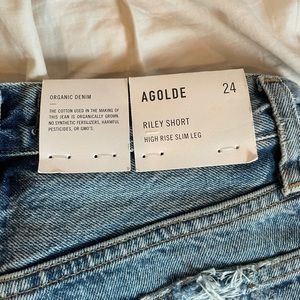 ORGANIC DENIM
THE COTTON USED IN THE MAKING OF
THIS JEAN IS ORGANICALLY GROWN.
NO SYNTHETIC FERTILIZERS, HARMFUL
PESTICIDES, OR GMO'S.
AGOLDE 24
RILEY SHORT
HIGH RISE SLIM LEG